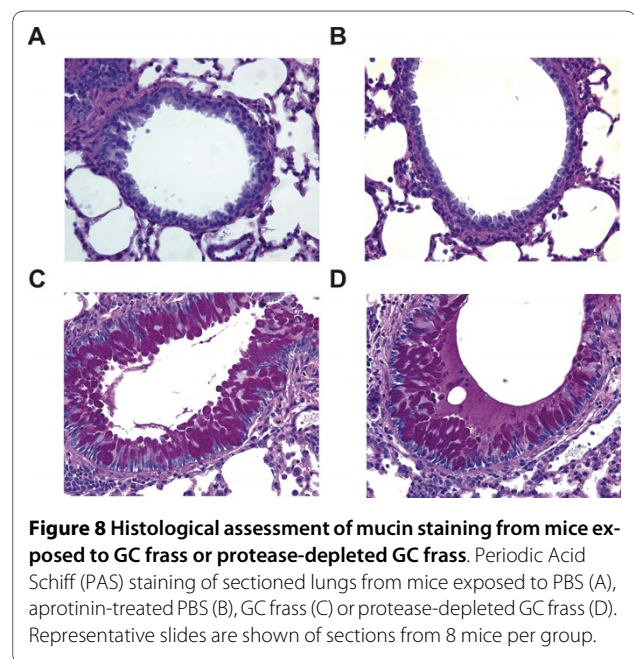 A
B
C
D
Figure 8 Histological assessment of mucin staining from mice ex-
posed to GC frass or protease-depleted GC frass. Periodic Acid
Schiff (PAS) staining of sectioned lungs from mice exposed to PBS (A),
aprotinin-treated PBS (B), GC frass (C) or protease-depleted GC frass (D).
Representative slides are shown of sections from 8 mice per group.